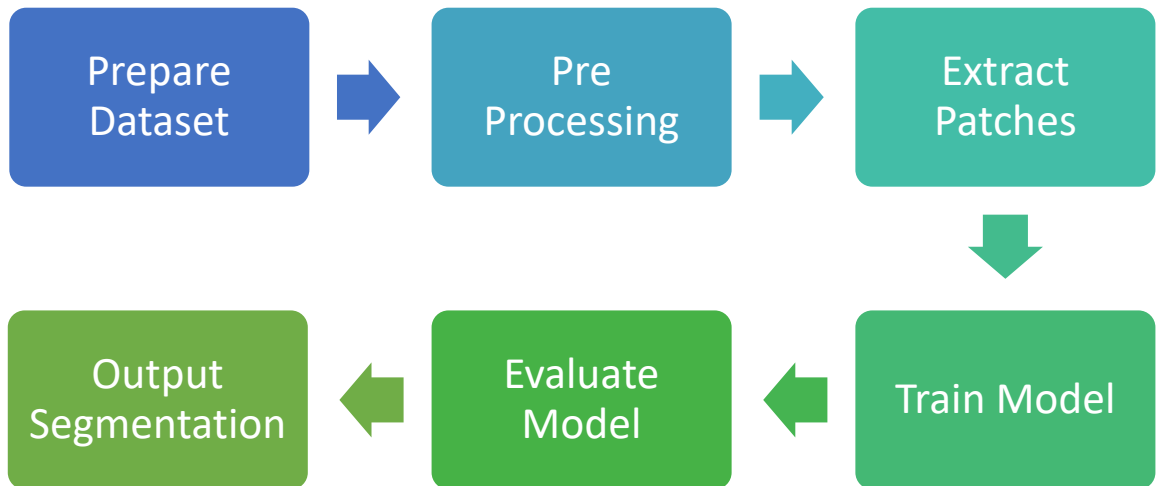 Prepare
Dataset
Pre
Processing
Extract
Patches
Train Model
Evaluate
Model
Output
Segmentation